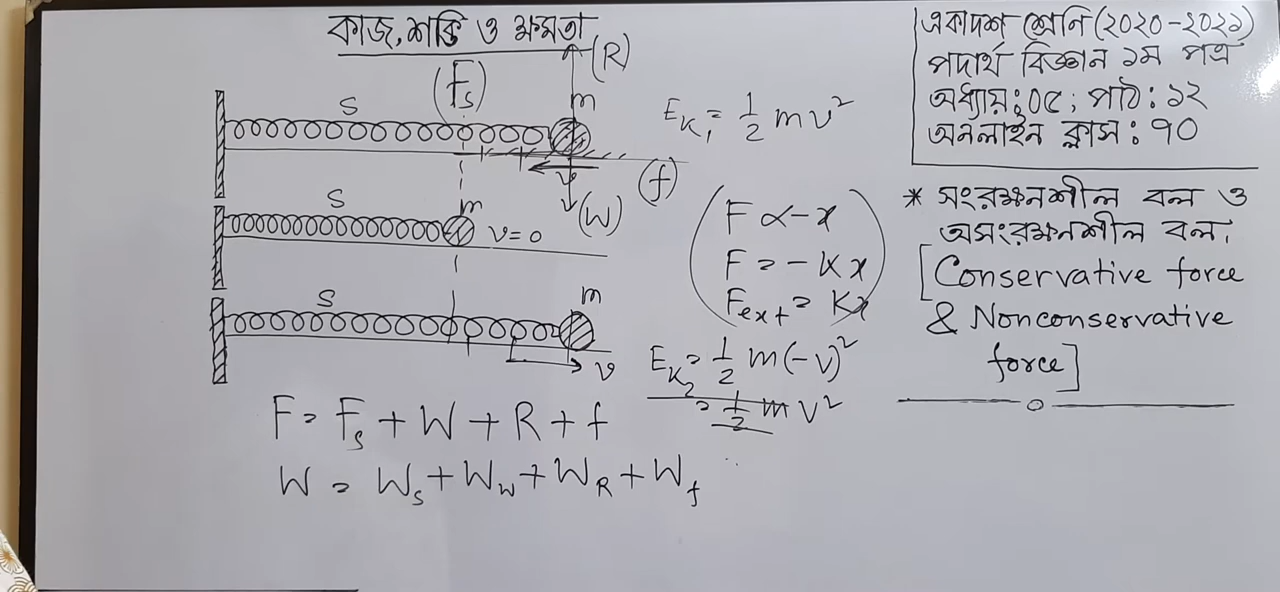 কাজ, শক্তি ও ক্ষমতা
(R)
(Fs)
S
m
v
(f)
(W)
S
m
v=0
S
m
v
F = Fs + W + R + f
W = Ws + Ww + WR + Wf
EK1 = 1/2 mv²
F ∝ -x
F = -Kx
Fext = Kx
EK2 = 1/2 m(-v)²
= 1/2 mv²
একাদশ শ্রেনি (২০২০-২০২১)
পদার্থ বিজ্ঞান ১ম পত্র
অধ্যায়:০৫; পাঠ:১২
অনলাইন ক্লাস: ৭০
* সংরক্ষনশীল বল ও
অসংরক্ষনশীল বল।
[Conservative force
& Nonconservative
force]